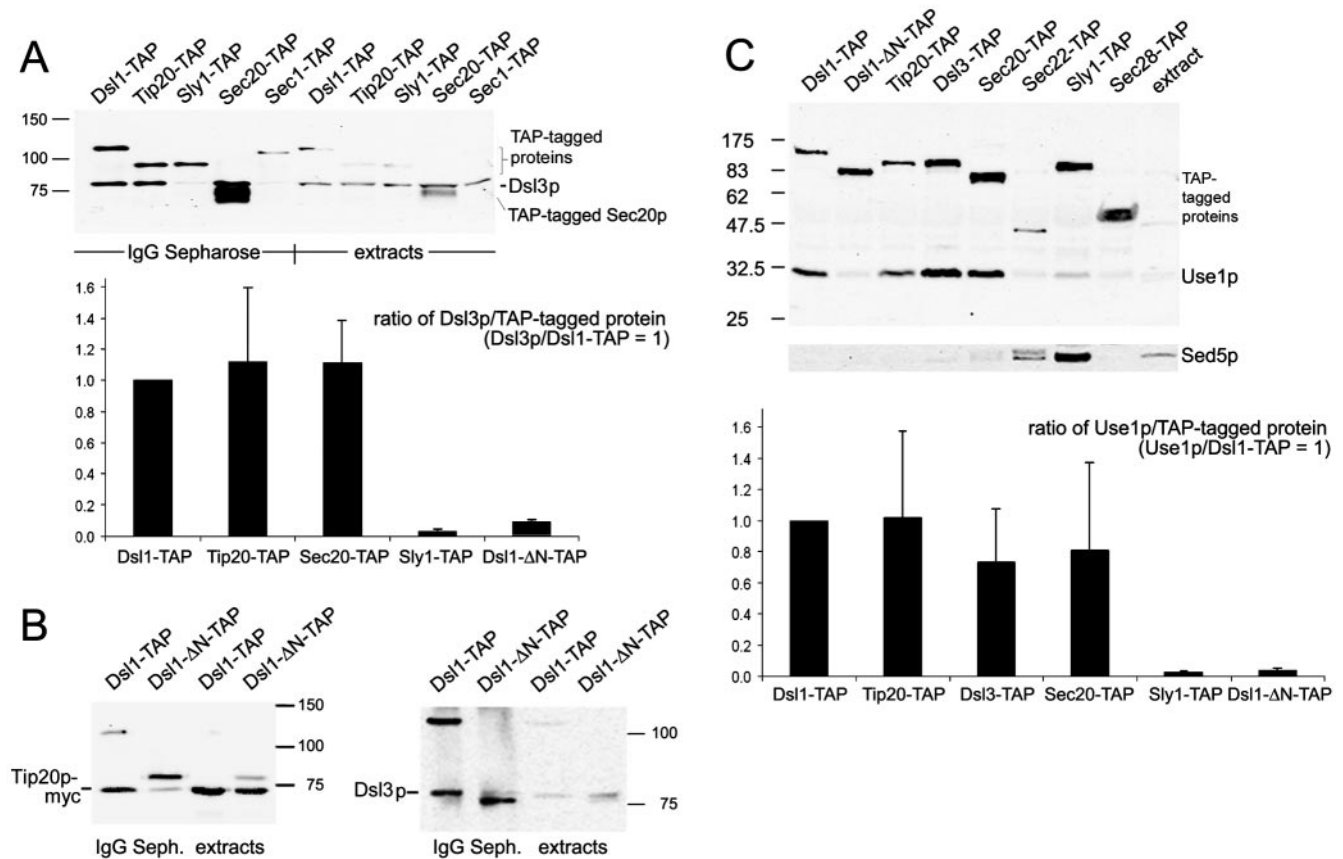 A
Dsl1-TAP
Tip20-TAP
Sly1-TAP
Sec20-TAP
Sec1-TAP
Dsl1-TAP
Tip20-TAP
Sly1-TAP
Sec20-TAP
Sec1-TAP
150
100
75
TAP-tagged
proteins
Dsl3p
TAP-tagged Sec20p
IgG Sepharose
extracts
1.6
1.4
1.2
1.0
0.8
0.6
0.4
0.2
0.0
ratio of Dsl3p/TAP-tagged protein
(Dsl3p/Dsl1-TAP = 1)
Dsl1-TAP Tip20-TAP Sec20-TAP Sly1-TAP Dsl1-ΔN-TAP
B
Dsl1-TAP
Dsl1-ΔN-TAP
Dsl1-TAP
Dsl1-ΔN-TAP
150
100
75
Tip20p-
myc
IgG Seph. extracts
Dsl1-TAP
Dsl1-ΔN-TAP
Dsl1-TAP
Dsl1-ΔN-TAP
100
75
Dsl3p
IgG Seph. extracts
C
Dsl1-TAP
Dsl1-ΔN-TAP
Tip20-TAP
Dsl3-TAP
Sec20-TAP
Sec22-TAP
Sly1-TAP
Sec28-TAP
extract
175
83
62
47.5
32.5
25
TAP-
tagged
proteins
Use1p
Sed5p
1.6
1.4
1.2
1.0
0.8
0.6
0.4
0.2
0.0
ratio of Use1p/TAP-tagged protein
(Use1p/Dsl1-TAP = 1)
Dsl1-TAP Tip20-TAP Dsl3-TAP Sec20-TAP Sly1-TAP Dsl1-ΔN-TAP